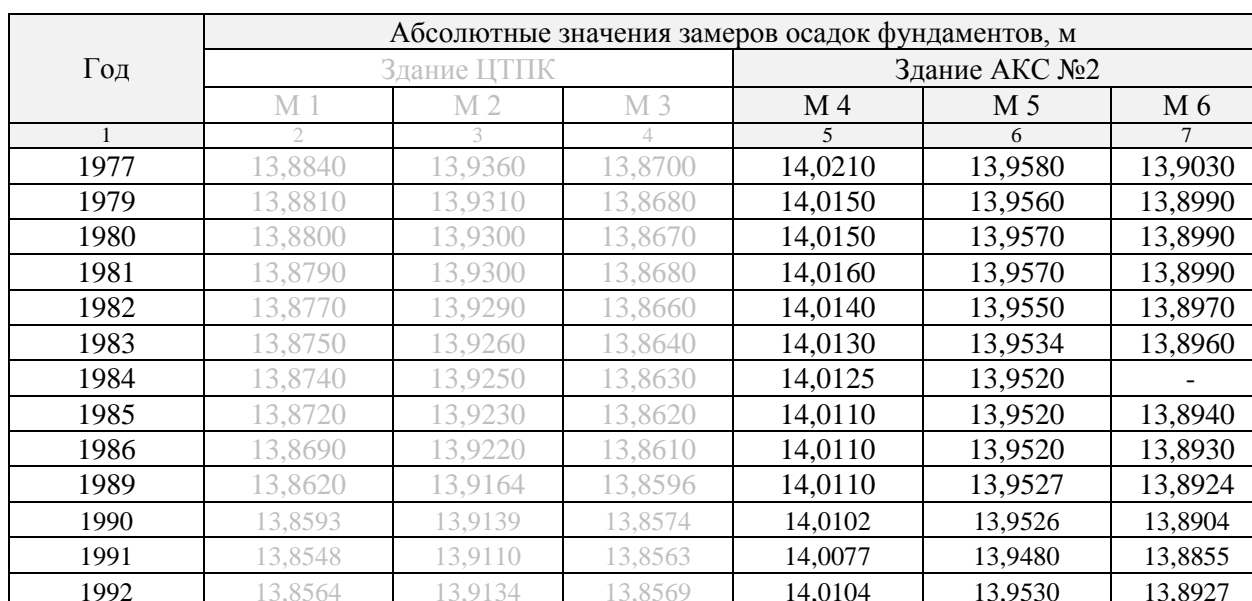 Абсолютные значения замеров осадок фундаментов, м
Год
Здание ЦТПК Здание АКС №2
М 1 М 2 М 3 М 4 М 5 М 6
1 2 3 4 5 6 7
1977 13,8840 13,9360 13,8700 14,0210 13,9580 13,9030
1979 13,8810 13,9310 13,8680 14,0150 13,9560 13,8990
1980 13,8800 13,9300 13,8670 14,0150 13,9570 13,8990
1981 13,8790 13,9300 13,8680 14,0160 13,9570 13,8990
1982 13,8770 13,9290 13,8660 14,0140 13,9550 13,8970
1983 13,8750 13,9260 13,8640 14,0130 13,9534 13,8960
1984 13,8740 13,9250 13,8630 14,0125 13,9520 -
1985 13,8720 13,9230 13,8620 14,0110 13,9520 13,8940
1986 13,8690 13,9220 13,8610 14,0110 13,9520 13,8930
1989 13,8620 13,9164 13,8596 14,0110 13,9527 13,8924
1990 13,8593 13,9139 13,8574 14,0102 13,9526 13,8904
1991 13,8548 13,9110 13,8563 14,0077 13,9480 13,8855
1992 13,8564 13,9134 13,8569 14,0104 13,9530 13,8927